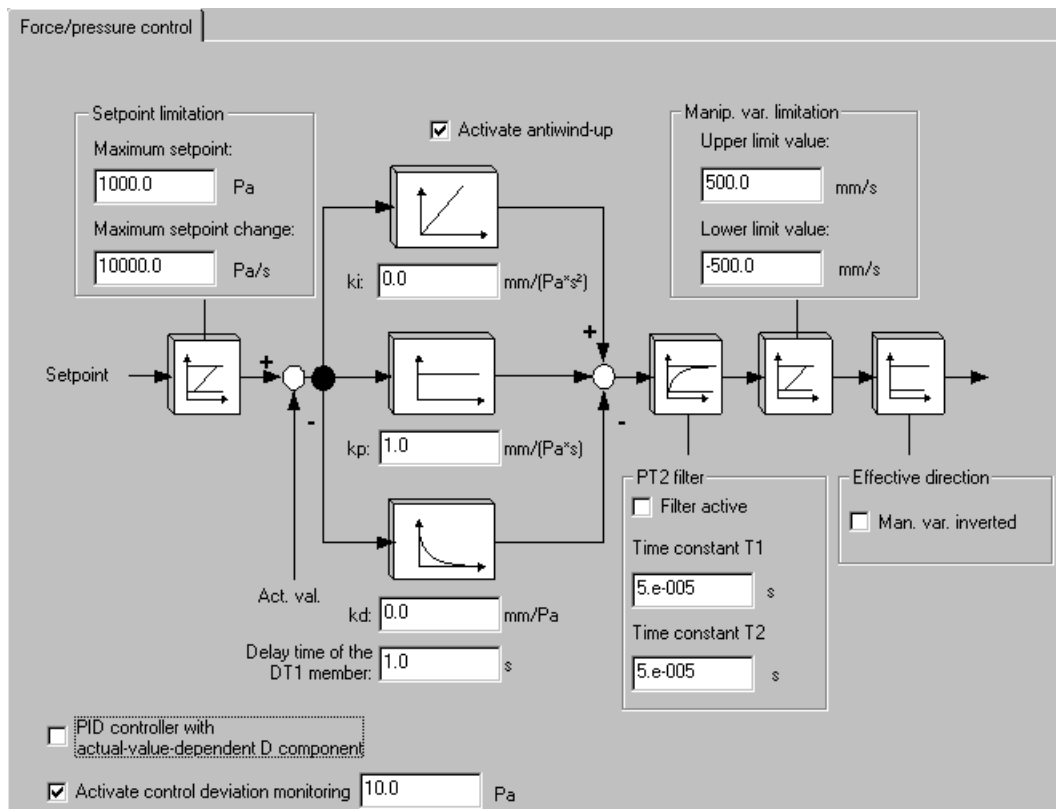 Force/pressure control
Setpoint limitation
Maximum setpoint:
1000.0 Pa
Maximum setpoint change:
10000.0 Pa/s
Activate antiwind-up
Manip. var. limitation
Upper limit value:
500.0 mm/s
Lower limit value:
-500.0 mm/s
ki: 0.0 mm/(Pa*s²)
Setpoint
+
-
+
-
kp: 1.0 mm/(Pa*s)
Act. val.
kd: 0.0 mm/Pa
Delay time of the
DT1 member: 1.0 s
PT2 filter
Filter active
Time constant T1
5.e-005 s
Time constant T2
5.e-005 s
Effective direction
Man. var. inverted
PID controller with
actual-value-dependent D component
Activate control deviation monitoring 10.0 Pa